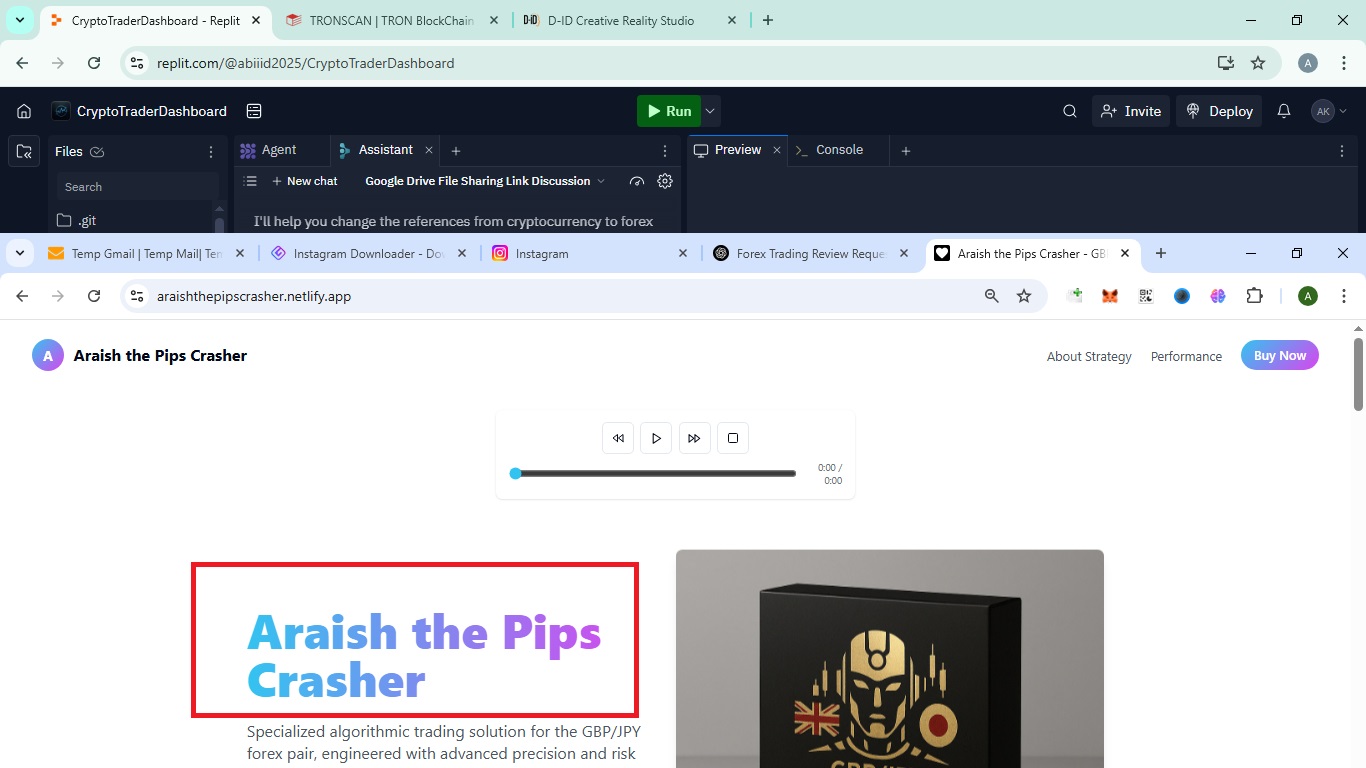 CryptoTraderDashboard - Replit
TRONSCAN | TRON BlockChain
D-ID
D-ID Creative Reality Studio
replit.com/@abiiid2025/CryptoTraderDashboard
A
CryptoTraderDashboard
Run
Invite
Deploy
AK
Files
Agent
Assistant
Preview
Console
Search
New chat
Google Drive File Sharing Link Discussion
.git
I'll help you change the references from cryptocurrency to forex
Temp Gmail | Temp Mail| Ten
Instagram Downloader - Do
Instagram
Forex Trading Review Reque
Araish the Pips Crasher - GB
araishthepipscrasher.netlify.app
A
A
Araish the Pips Crasher
About Strategy
Performance
Buy Now
0:00 /
0:00
Araish the Pips
Crasher
Specialized algorithmic trading solution for the GBP/JPY
forex pair, engineered with advanced precision and risk